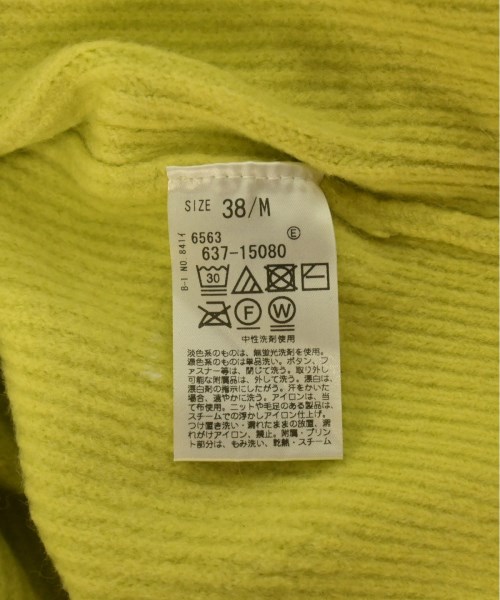 SIZE 38/M
Ⓔ
B-I NO.841イ
6563
637-15080
30
F W
中性洗剤使用
淡色系のものは、無蛍光洗剤を使用。
濃色系のものは単品洗い。ボタン、フ
ァスナー等は、閉じて洗う。取り外し
可能な附属品は、外して洗う。漂白は、
漂白剤の指示にしたがう。汗をかいた
場合、速やかに洗う。アイロンは、当
て布使用。ニットや毛足のある製品は、
スチームでの浮かしアイロン仕上げ。
つけ置き洗い・濡れたままの放置、濡
れがけアイロン、禁止。附属・プリン
ト部分は、もみ洗い、乾熱・スチーム